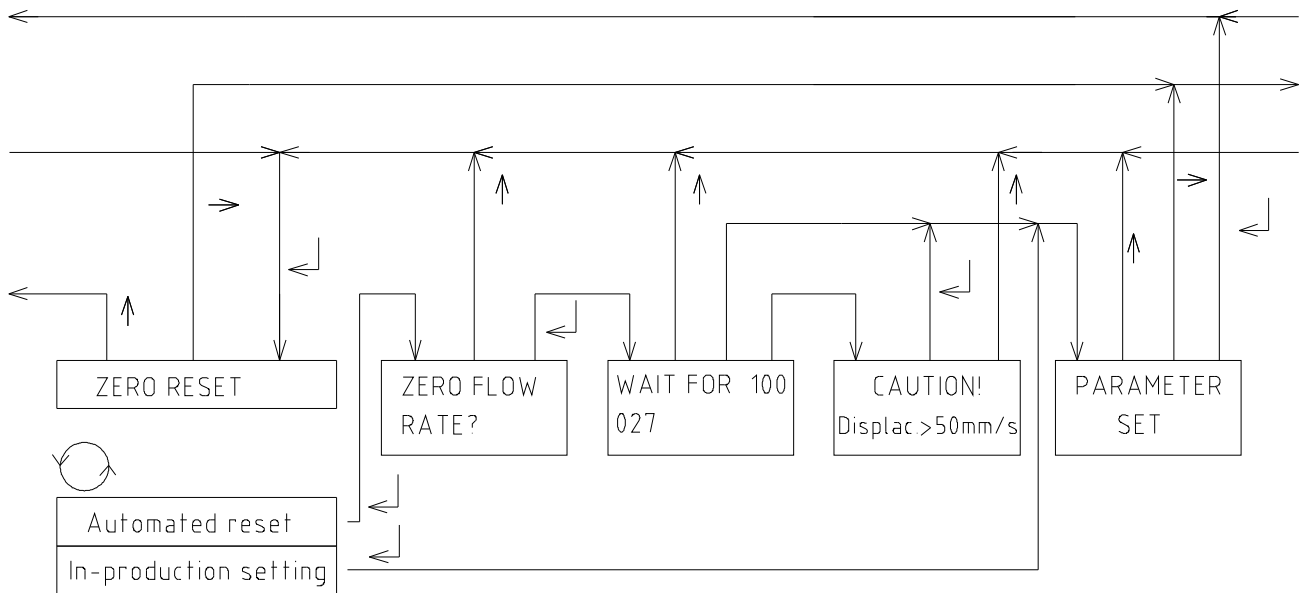 ZERO RESET
ZERO FLOW
RATE?
WAIT FOR 100
027
CAUTION!
Displac.>50mm/s
PARAMETER
SET
Automated reset
In-production setting